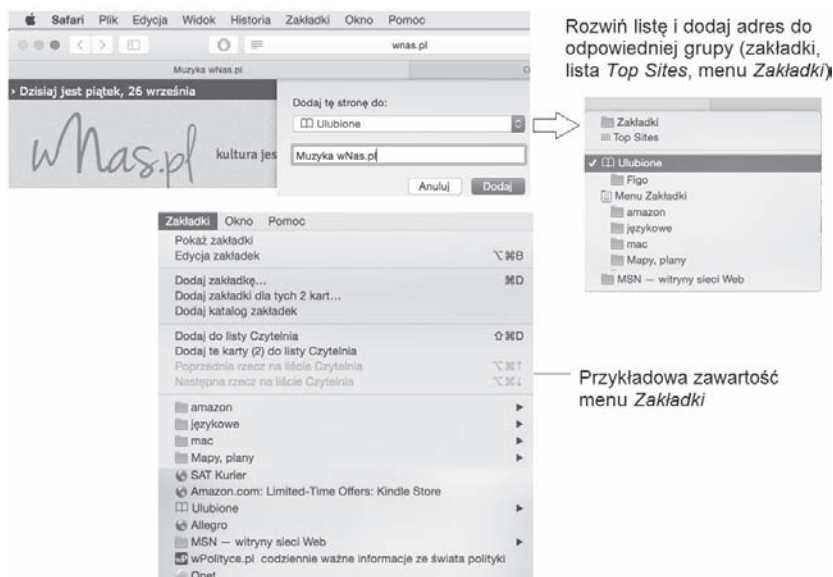 Safari Plik Edycja Widok Historia Zakładki Okno Pomoc
wnas.pl
Muzyka wNas.pl
› Dzisiaj jest piątek, 26 września
wNas.pl
kultura jes
Dodaj tę stronę do:
Ulubione
Muzyka wNas.pl
Anuluj Dodaj
Rozwiń listę i dodaj adres do
odpowiedniej grupy (zakładki,
lista Top Sites, menu Zakładki)
Zakładki
Top Sites
✓ Ulubione
Figo
Menu Zakładki
amazon
językowe
mac
Mapy, plany
MSN — witryny sieci Web
Zakładki Okno Pomoc
Pokaż zakładki
Edycja zakładek ⌥⌘B
Dodaj zakładkę... ⌘D
Dodaj zakładki dla tych 2 kart...
Dodaj katalog zakładek
Dodaj do listy Czytelnia ⇧⌘D
Dodaj te karty (2) do listy Czytelnia
Poprzednia rzecz na liście Czytelnia ⌥⌘↑
Następna rzecz na liście Czytelnia ⌥⌘↓
amazon
językowe
mac
Mapy, plany
SAT Kurier
Amazon.com: Limited-Time Offers: Kindle Store
Ulubione
Allegro
MSN — witryny sieci Web
wPolityce.pl codziennie ważne informacje ze świata polityki
Onet
Przykładowa zawartość
menu Zakładki